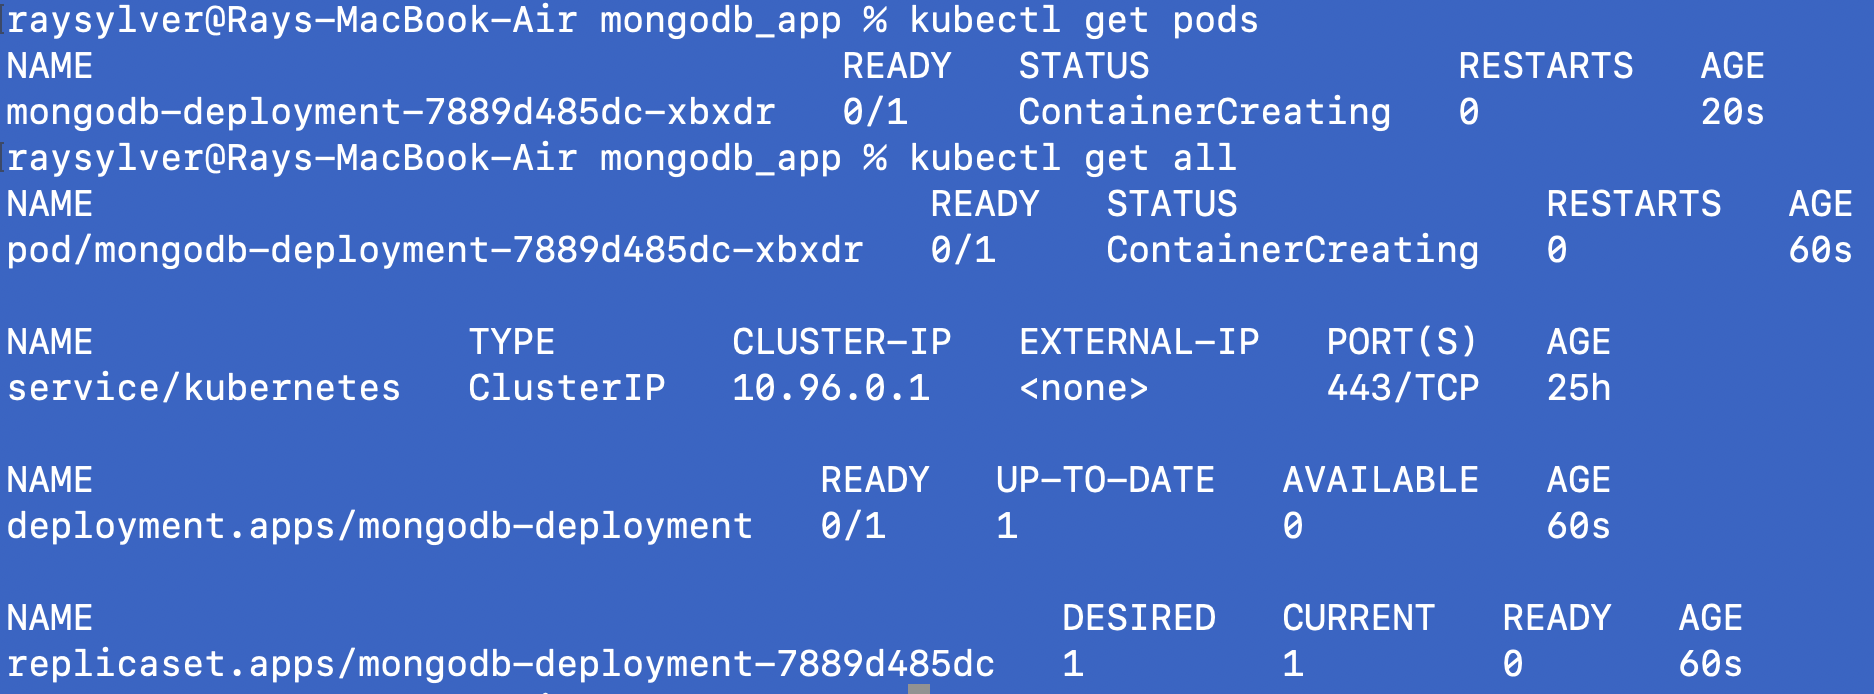 raysylver@Rays-MacBook-Air mongodb_app % kubectl get pods
NAME READY STATUS RESTARTS AGE
mongodb-deployment-7889d485dc-xbxdr 0/1 ContainerCreating 0 20s
raysylver@Rays-MacBook-Air mongodb_app % kubectl get all
NAME READY STATUS RESTARTS AGE
pod/mongodb-deployment-7889d485dc-xbxdr 0/1 ContainerCreating 0 60s
NAME TYPE CLUSTER-IP EXTERNAL-IP PORT(S) AGE
service/kubernetes ClusterIP 10.96.0.1 <none> 443/TCP 25h
NAME READY UP-TO-DATE AVAILABLE AGE
deployment.apps/mongodb-deployment 0/1 1 0 60s
NAME DESIRED CURRENT READY AGE
replicaset.apps/mongodb-deployment-7889d485dc 1 1 0 60s